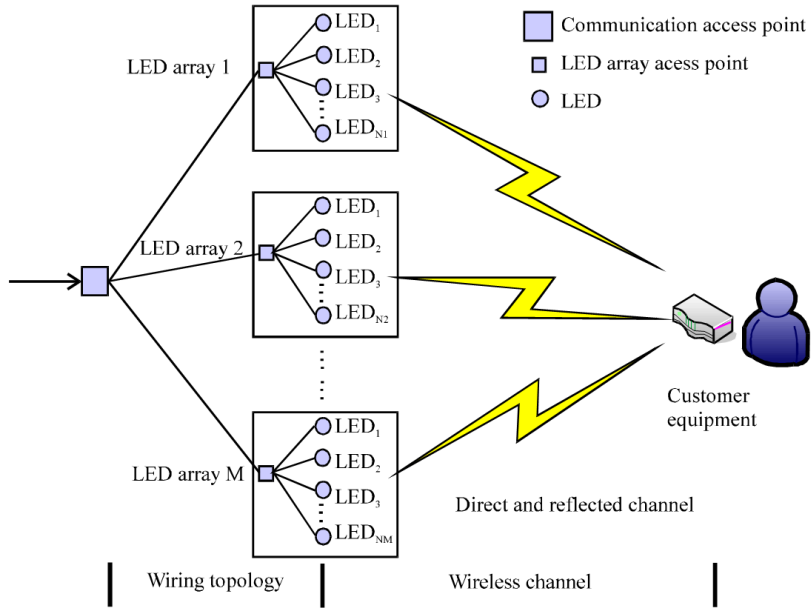 Communication access point
LED array acess point
LED
LED array 1
LED1
LED2
LED3
LEDN1
LED array 2
LED1
LED2
LED3
LEDN2
LED array M
LED1
LED2
LED3
LEDNM
Customer
equipment
Direct and reflected channel
Wiring topology
Wireless channel